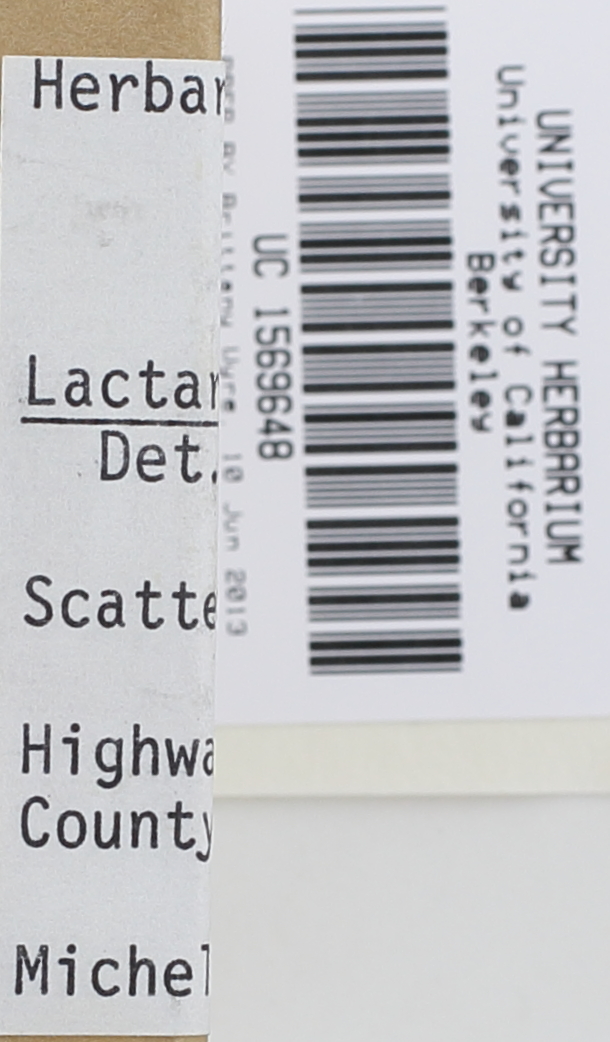 Herbar
Lactar
Det.
Scatte
Highwa
County
Michel
UNIVERSITY HERBARIUM
University of California
Berkeley
UC 1569648
10 Jun 2013